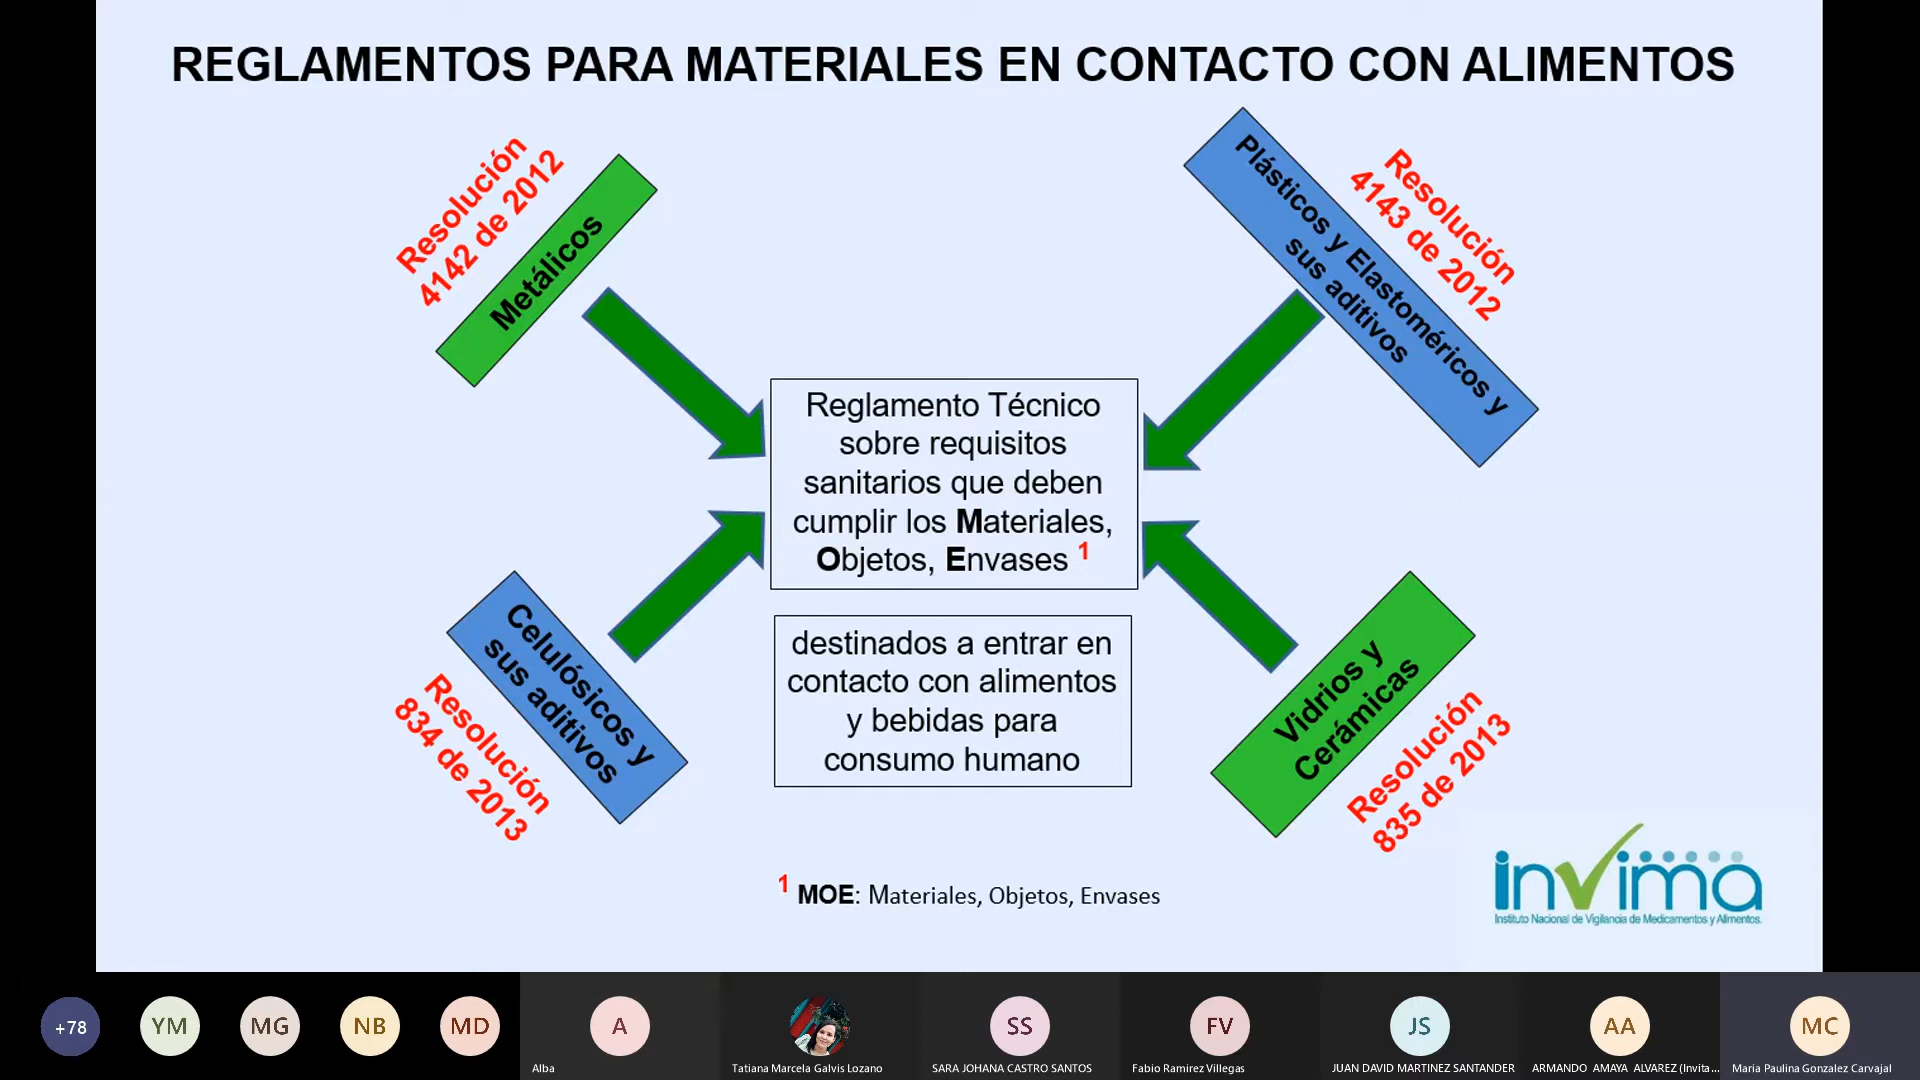 REGLAMENTOS PARA MATERIALES EN CONTACTO CON ALIMENTOS
Resolución
4142 de 2012
Metálicos
Plásticos y Elastoméricos y
sus aditivos
Resolución
4143 de 2012
Reglamento Técnico
sobre requisitos
sanitarios que deben
cumplir los Materiales,
Objetos, Envases 1
destinados a entrar en
contacto con alimentos
y bebidas para
consumo humano
Celulósicos y
sus aditivos
Resolución
834 de 2013
Vidrios y
Cerámicas
Resolución
835 de 2013
1 MOE: Materiales, Objetos, Envases
invima
Instituto Nacional de Vigilancia de Medicamentos y Alimentos.
+78
YM
MG
NB
MD
A
Alba
Tatiana Marcela Galvis Lozano
SS
SARA JOHANA CASTRO SANTOS
FV
Fabio Ramirez Villegas
JS
JUAN DAVID MARTINEZ SANTANDER
AA
ARMANDO AMAYA ALVAREZ (Invita...
MC
Maria Paulina Gonzalez Carvajal